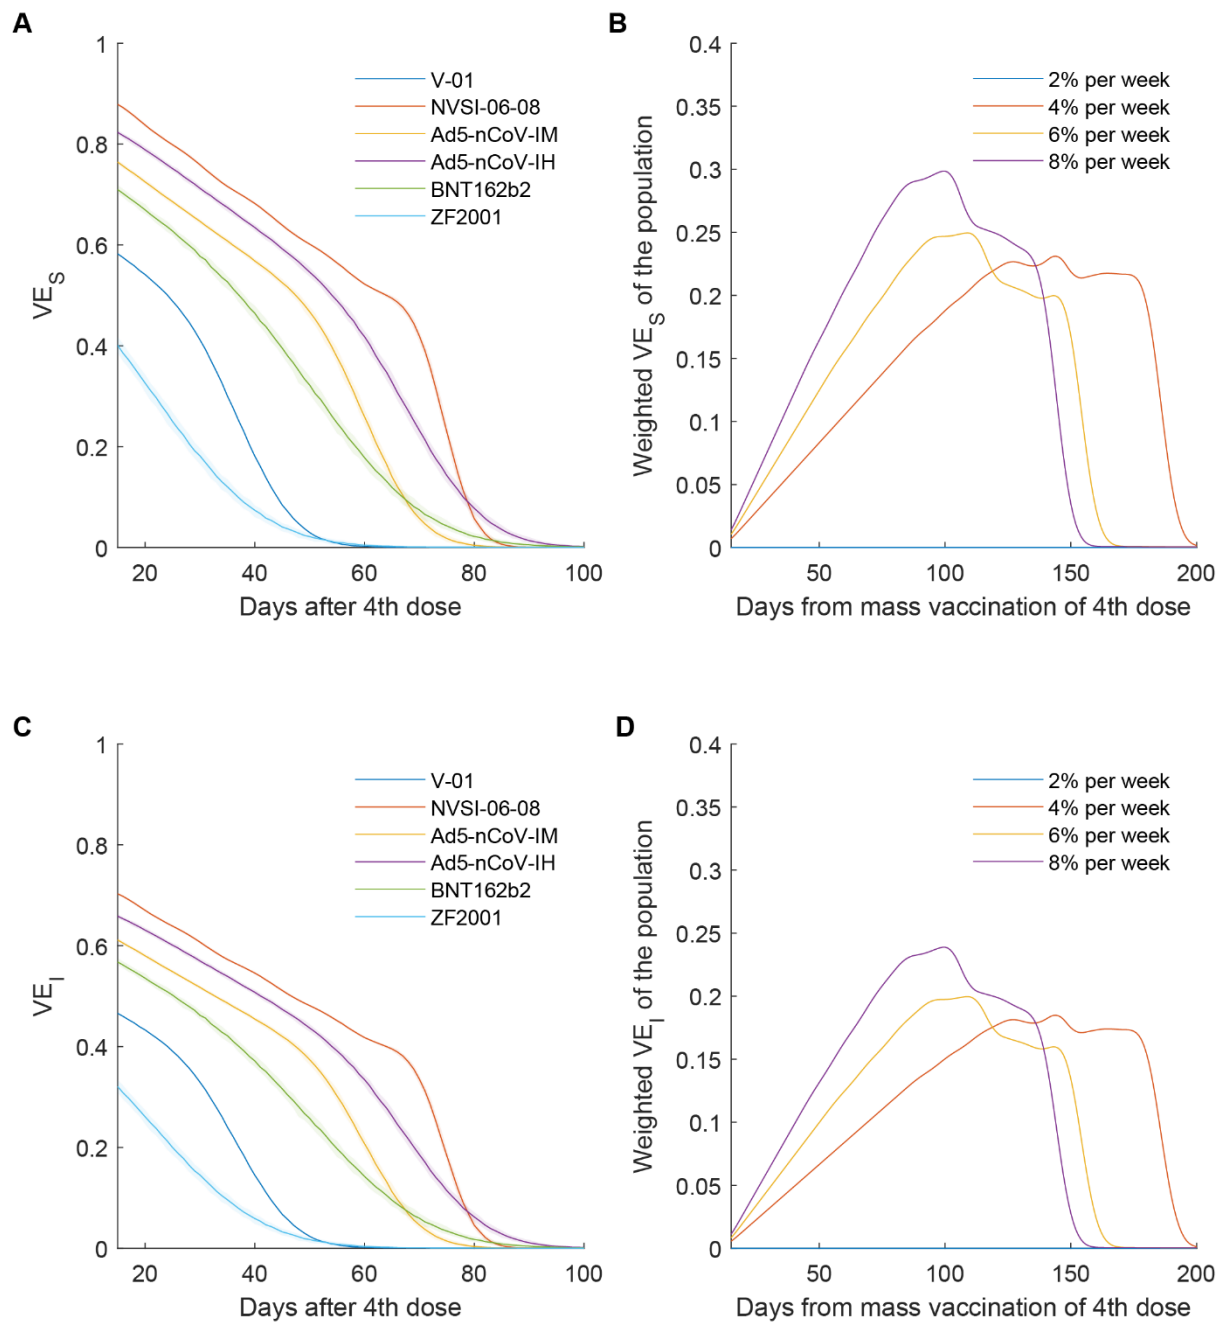 A
1
0.8
0.6
0.4
0.2
0
VE_S
20 40 60 80 100
Days after 4th dose
V-01
NVSI-06-08
Ad5-nCoV-IM
Ad5-nCoV-IH
BNT162b2
ZF2001
B
0.4
0.35
0.3
0.25
0.2
0.15
0.1
0.05
0
Weighted VE_S of the population
50 100 150 200
Days from mass vaccination of 4th dose
2% per week
4% per week
6% per week
8% per week
C
1
0.8
0.6
0.4
0.2
0
VE_I
20 40 60 80 100
Days after 4th dose
V-01
NVSI-06-08
Ad5-nCoV-IM
Ad5-nCoV-IH
BNT162b2
ZF2001
D
0.4
0.35
0.3
0.25
0.2
0.15
0.1
0.05
0
Weighted VE_I of the population
50 100 150 200
Days from mass vaccination of 4th dose
2% per week
4% per week
6% per week
8% per week